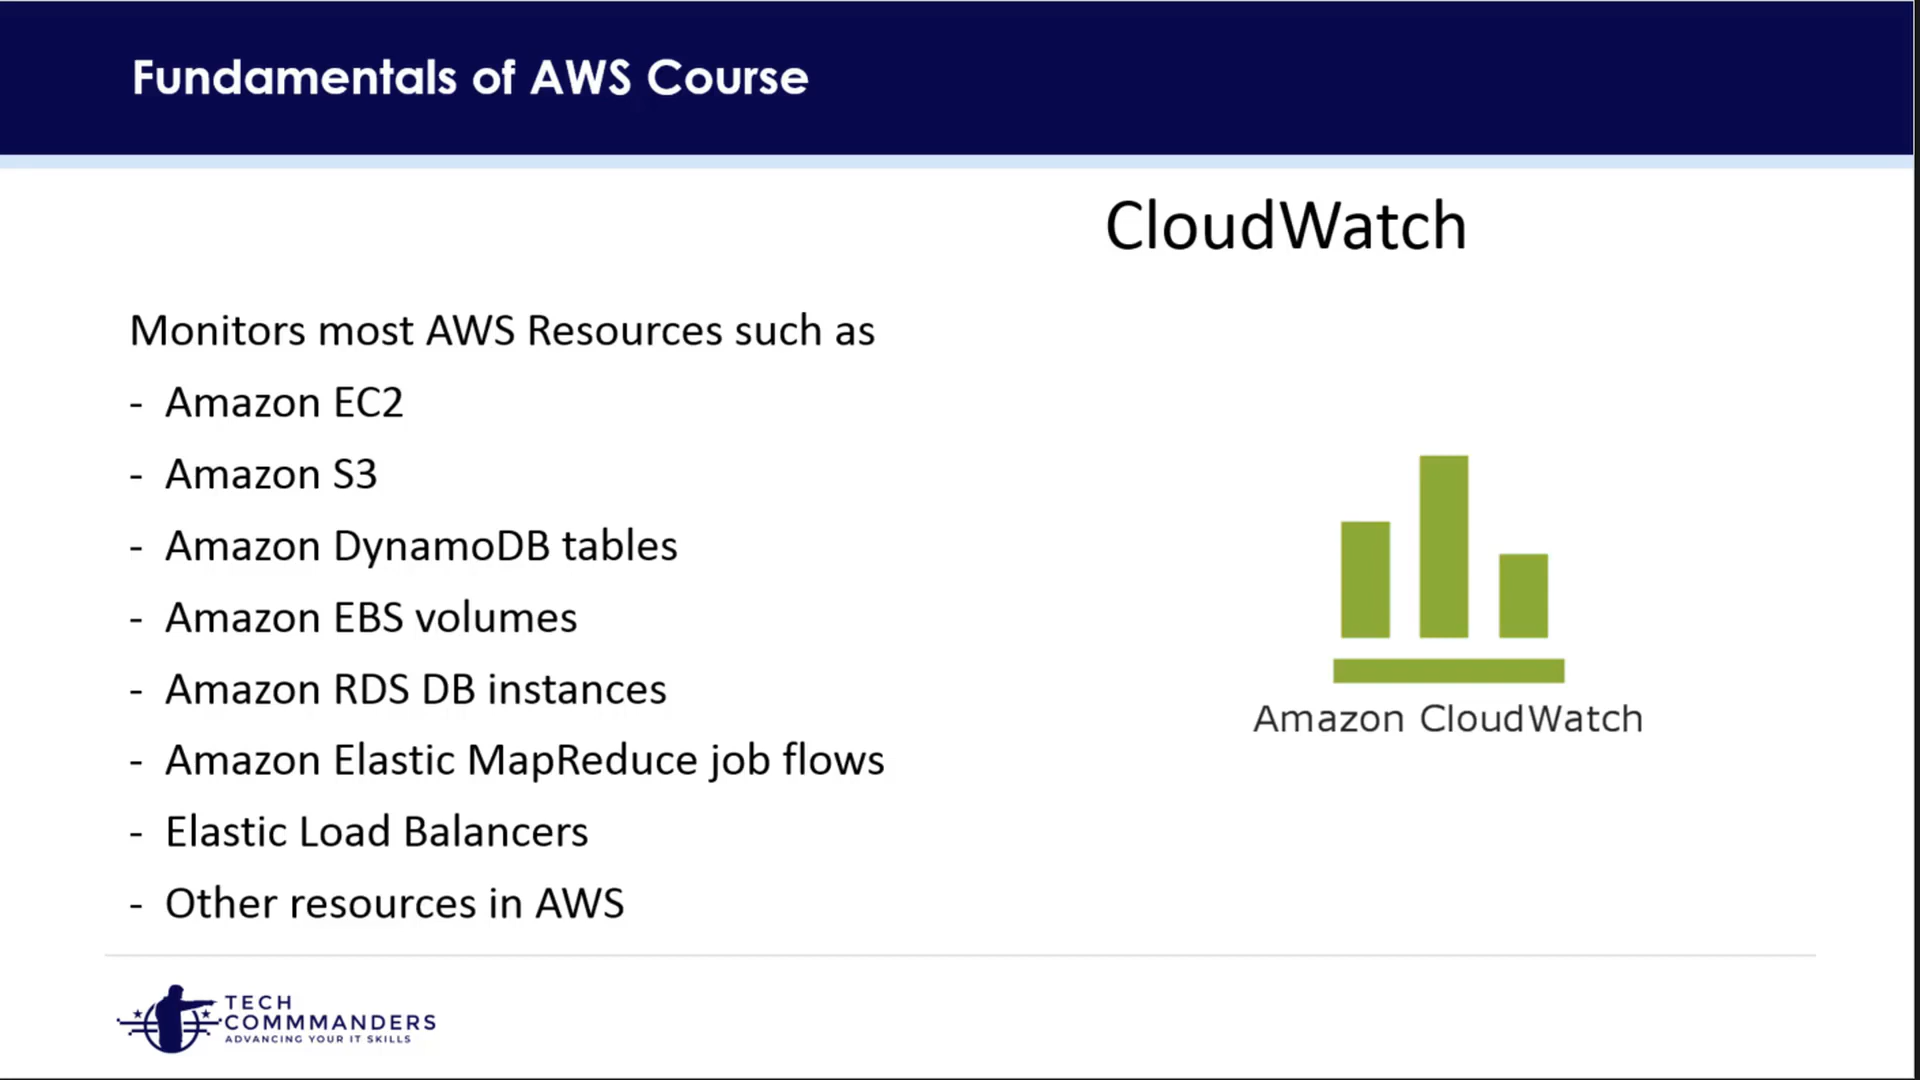 Fundamentals of AWS Course
CloudWatch
Monitors most AWS Resources such as
- Amazon EC2
- Amazon S3
- Amazon DynamoDB tables
- Amazon EBS volumes
- Amazon RDS DB instances
- Amazon Elastic MapReduce job flows
- Elastic Load Balancers
- Other resources in AWS
Amazon CloudWatch
TECH
COMMMANDERS
ADVANCING YOUR IT SKILLS